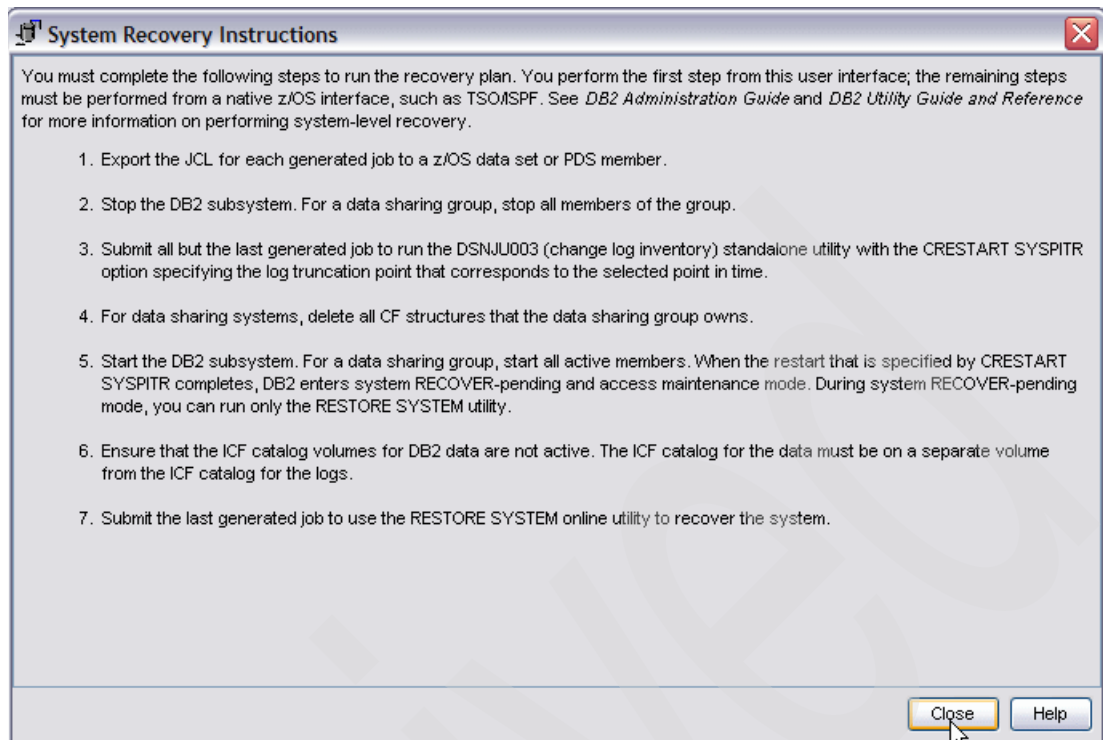 System Recovery Instructions
You must complete the following steps to run the recovery plan. You perform the first step from this user interface; the remaining steps
must be performed from a native z/OS interface, such as TSO/ISPF. See DB2 Administration Guide and DB2 Utility Guide and Reference
for more information on performing system-level recovery.
1. Export the JCL for each generated job to a z/OS data set or PDS member.
2. Stop the DB2 subsystem. For a data sharing group, stop all members of the group.
3. Submit all but the last generated job to run the DSNJU003 (change log inventory) standalone utility with the CRESTART SYSPITR
option specifying the log truncation point that corresponds to the selected point in time.
4. For data sharing systems, delete all CF structures that the data sharing group owns.
5. Start the DB2 subsystem. For a data sharing group, start all active members. When the restart that is specified by CRESTART
SYSPITR completes, DB2 enters system RECOVER-pending and access maintenance mode. During system RECOVER-pending
mode, you can run only the RESTORE SYSTEM utility.
6. Ensure that the ICF catalog volumes for DB2 data are not active. The ICF catalog for the data must be on a separate volume
from the ICF catalog for the logs.
7. Submit the last generated job to use the RESTORE SYSTEM online utility to recover the system.
Close Help